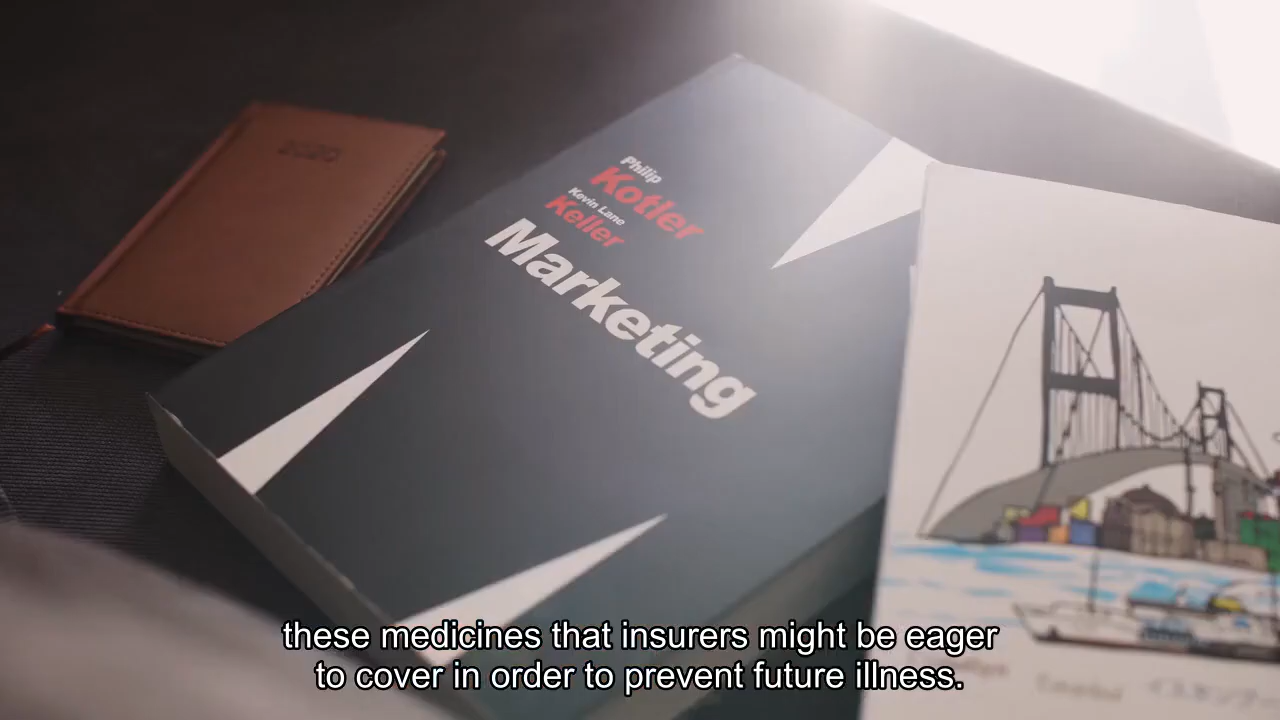 Philip
Kotler
Kevin Lane
Keller
Marketing
these medicines that insurers might be eager
to cover in order to prevent future illness.